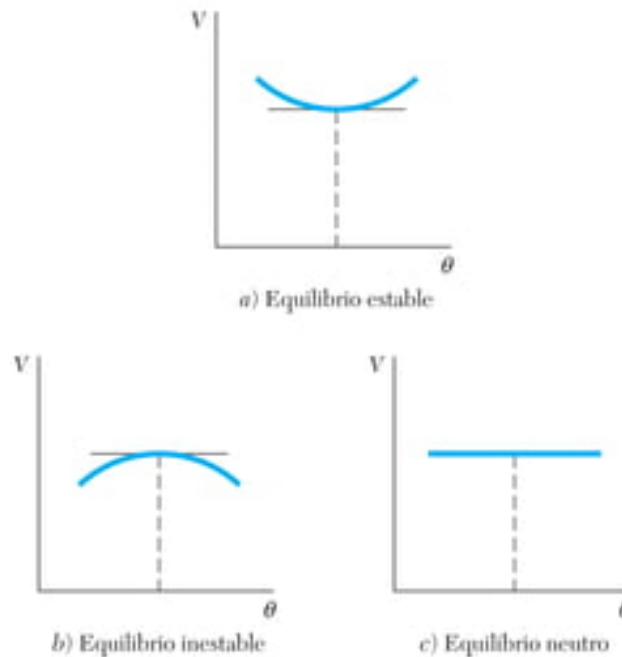 V
θ
a) Equilibrio estable
V
θ
b) Equilibrio inestable
V
θ
c) Equilibrio neutro